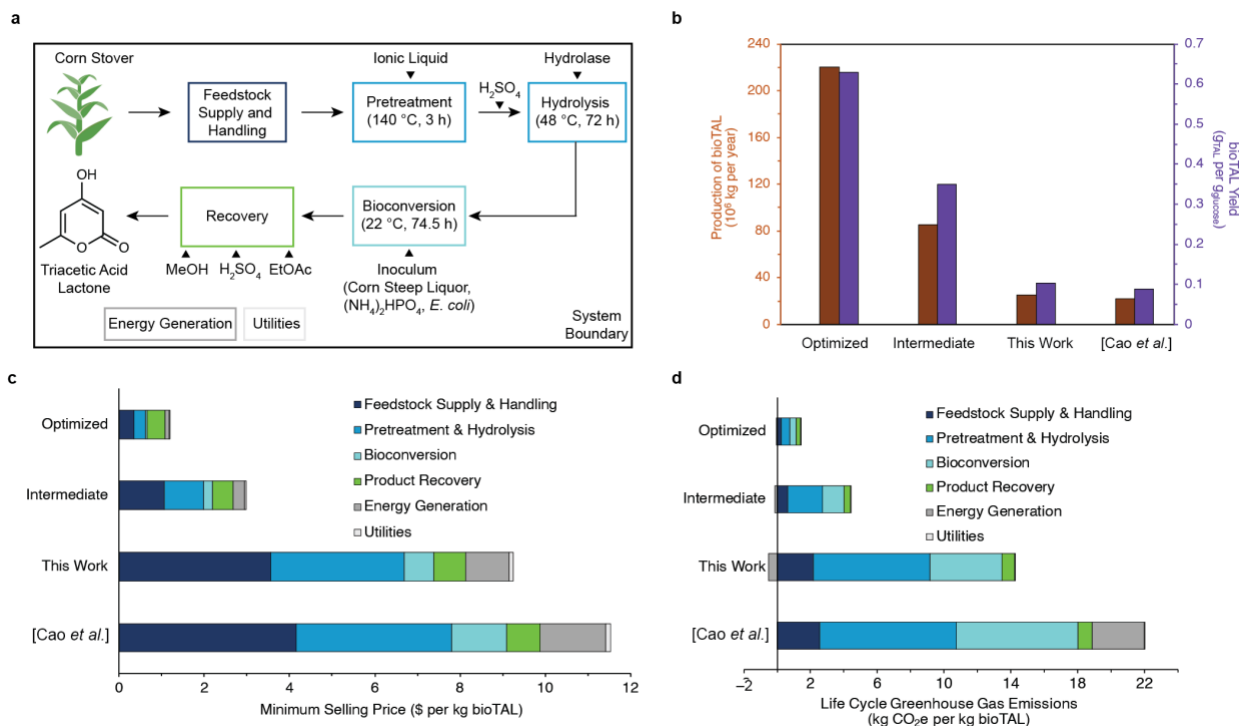 a
Corn Stover
Feedstock
Supply and
Handling
Ionic Liquid
Pretreatment
(140 °C, 3 h)
H2SO4
Hydrolase
Hydrolysis
(48 °C, 72 h)
OH
O
O
Triacetic Acid
Lactone
Recovery
MeOH H2SO4 EtOAc
Bioconversion
(22 °C, 74.5 h)
Inoculum
(Corn Steep Liquor,
(NH4)2HPO4, E. coli)
Energy Generation
Utilities
System
Boundary
b
Production of bioTAL
(10⁶ kg per year)
240
200
160
120
80
40
0
0.7
0.6
0.5
0.4
0.3
0.2
0.1
0
bioTAL Yield
(gTAL per gglucose)
Optimized Intermediate This Work [Cao et al.]
c
Optimized
Intermediate
This Work
[Cao et al.]
Feedstock Supply & Handling
Pretreatment & Hydrolysis
Bioconversion
Product Recovery
Energy Generation
Utilities
0 2 4 6 8 10 12
Minimum Selling Price ($ per kg bioTAL)
d
Optimized
Intermediate
This Work
[Cao et al.]
Feedstock Supply & Handling
Pretreatment & Hydrolysis
Bioconversion
Product Recovery
Energy Generation
Utilities
−2 2 6 10 14 18 22
Life Cycle Greenhouse Gas Emissions
(kg CO2e per kg bioTAL)